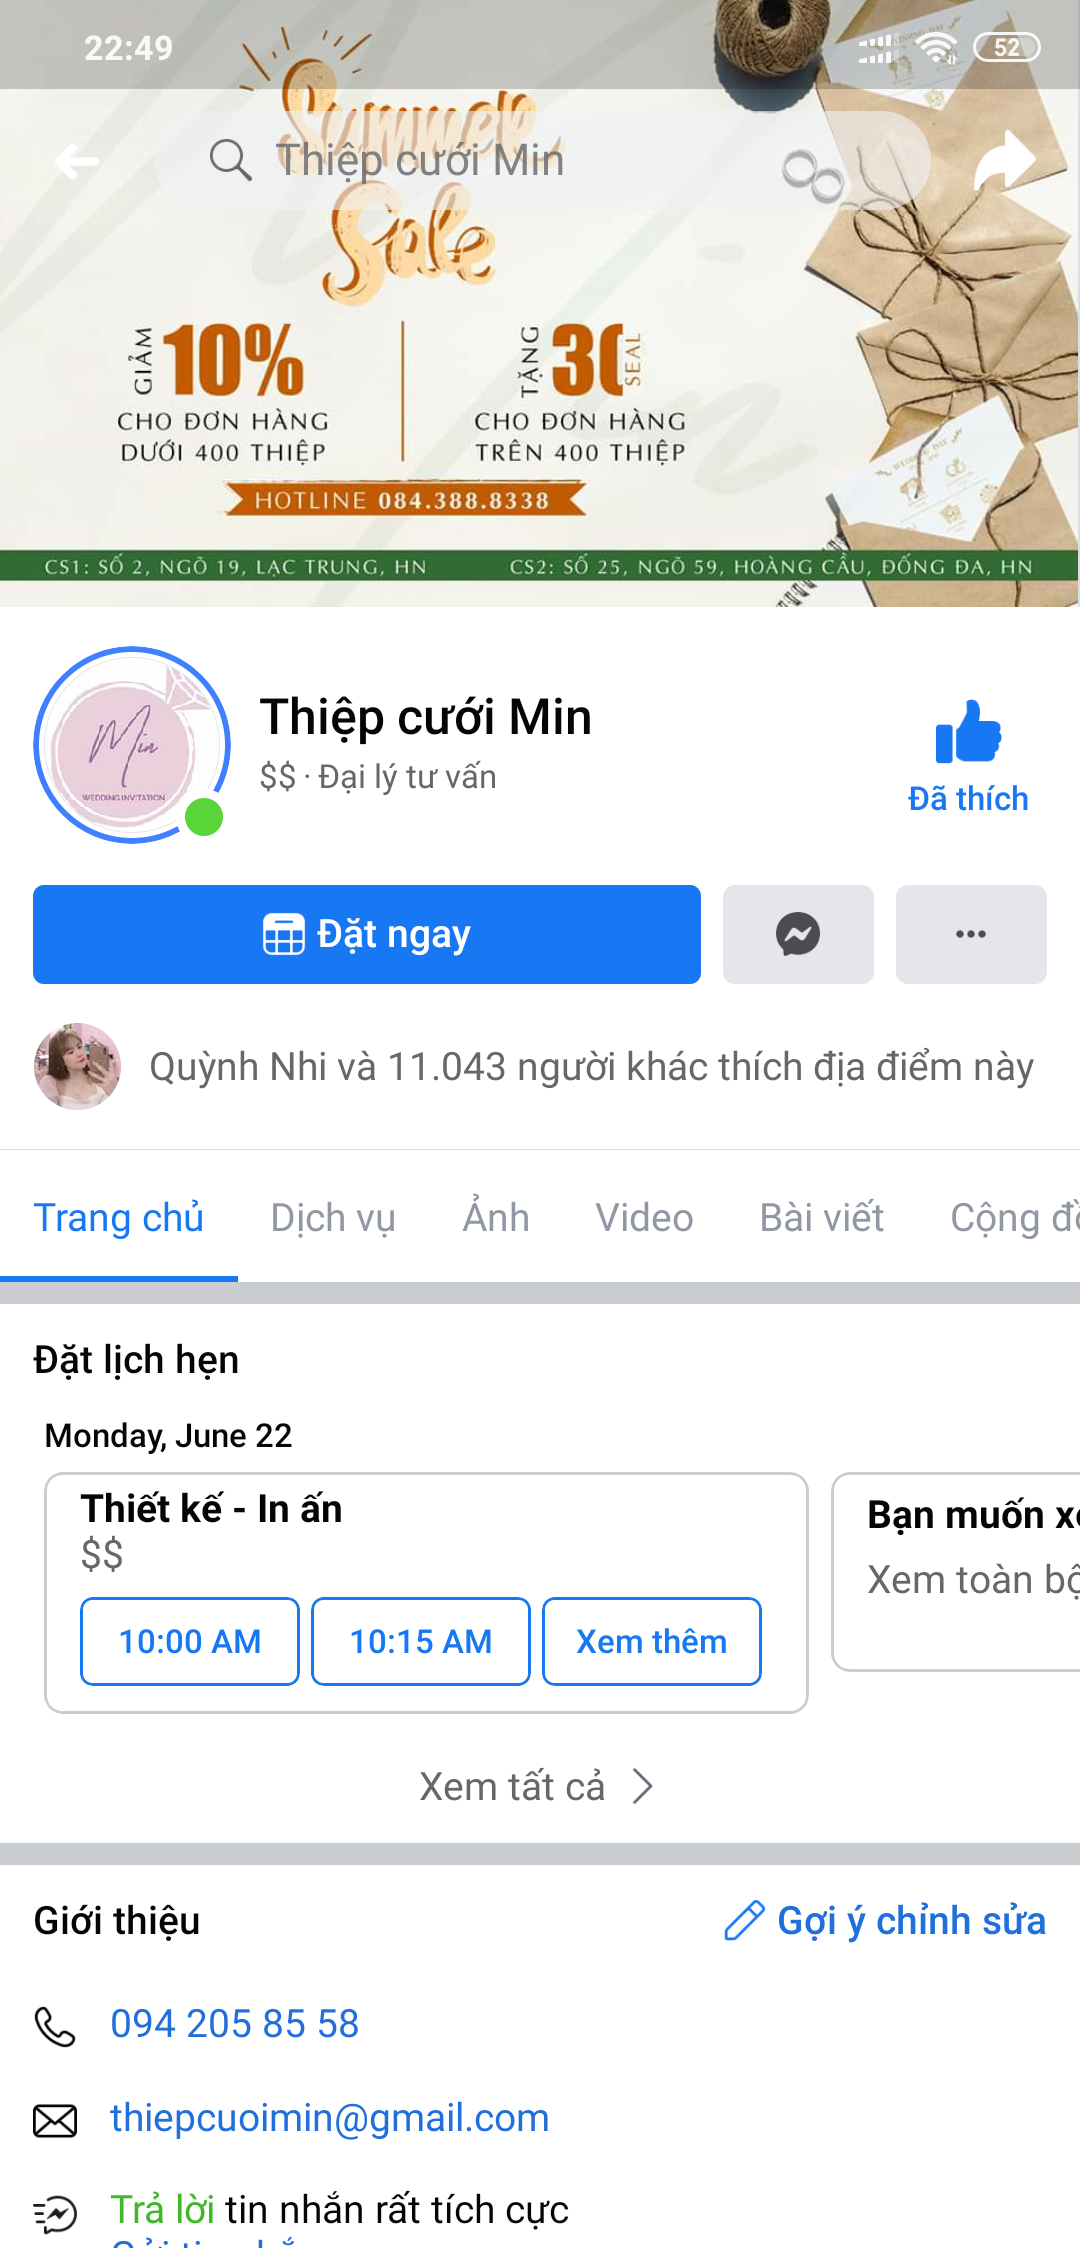 22:49
52
Summer
Thiệp cưới Min
Sale
GIẢM 10%
CHO ĐƠN HÀNG
DƯỚI 400 THIỆP
TẶNG 30 SEAL
CHO ĐƠN HÀNG
TRÊN 400 THIỆP
HOTLINE 084.388.8338
CS1: SỐ 2, NGÕ 19, LẠC TRUNG, HN
CS2: SỐ 25, NGÕ 59, HOÀNG CẦU, ĐỐNG ĐA, HN
Min
WEDDING INVITATION
Thiệp cưới Min
$$ · Đại lý tư vấn
Đã thích
Đặt ngay
Quỳnh Nhi và 11.043 người khác thích địa điểm này
Trang chủ
Dịch vụ
Ảnh
Video
Bài viết
Cộng đồ
Đặt lịch hẹn
Monday, June 22
Thiết kế - In ấn
$$
10:00 AM
10:15 AM
Xem thêm
Bạn muốn x
Xem toàn bộ
Xem tất cả
Giới thiệu
Gợi ý chỉnh sửa
094 205 85 58
thiepcuoimin@gmail.com
Trả lời tin nhắn rất tích cực